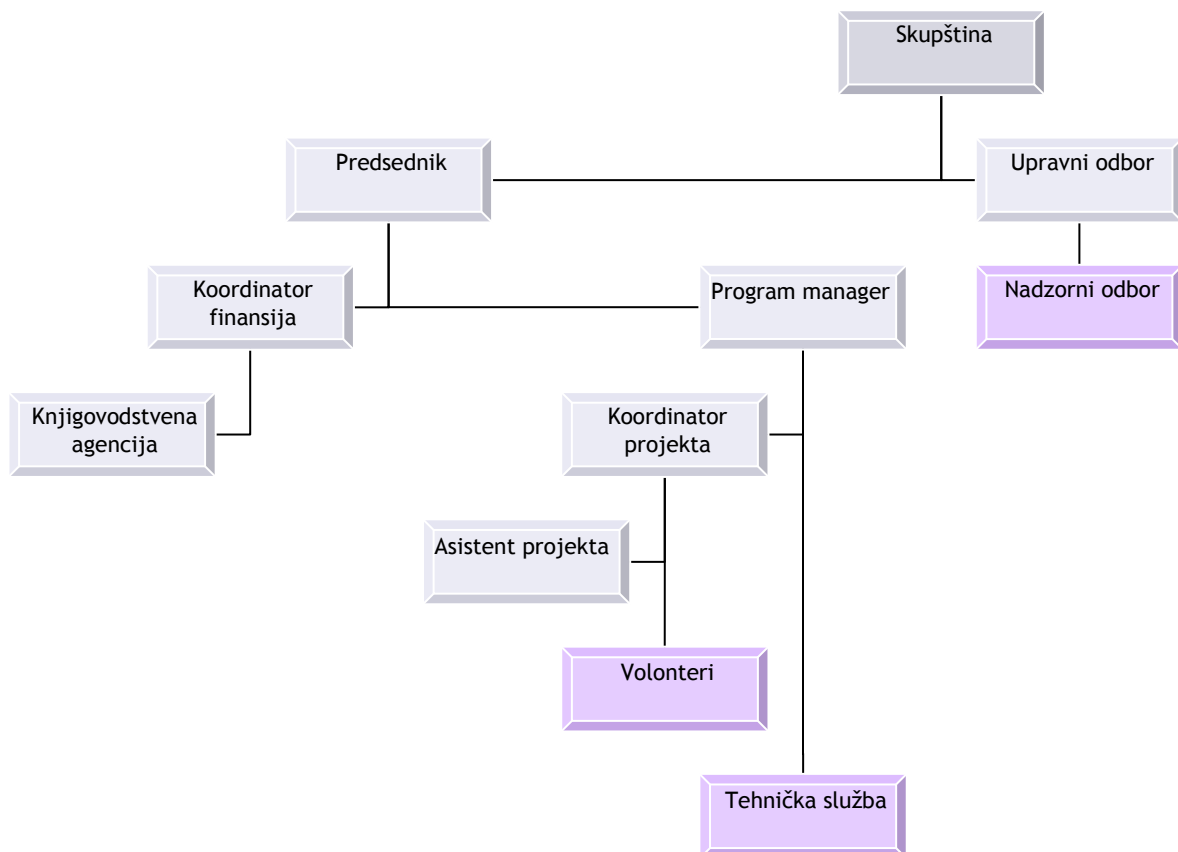 Skupština
Predsednik
Upravni odbor
Koordinator
finansija
Program manager
Nadzorni odbor
Knjigovodstvena
agencija
Koordinator
projekta
Asistent projekta
Volonteri
Tehnička služba